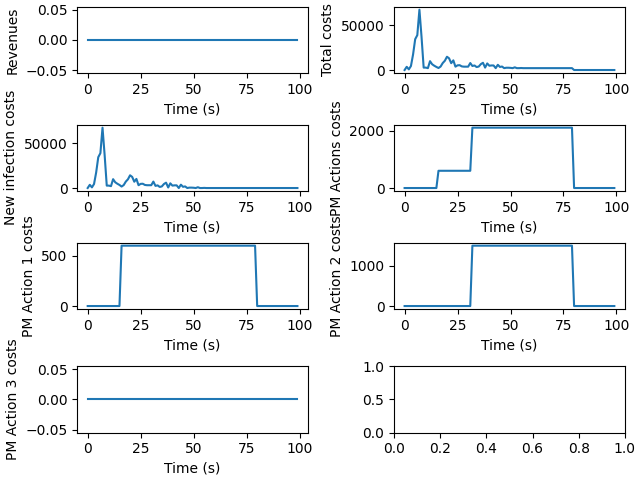 Revenues
0.05
0.00
−0.05
0 25 50 75 100
Time (s)
Total costs
50000
0
0 25 50 75 100
Time (s)
New infection costs
50000
0
0 25 50 75 100
Time (s)
PM Actions costs
2000
0
0 25 50 75 100
Time (s)
PM Action 1 costs
500
0
0 25 50 75 100
Time (s)
PM Action 2 costs
1000
0
0 25 50 75 100
Time (s)
PM Action 3 costs
0.05
0.00
−0.05
0 25 50 75 100
Time (s)
1.0
0.5
0.0
0.0 0.2 0.4 0.6 0.8 1.0